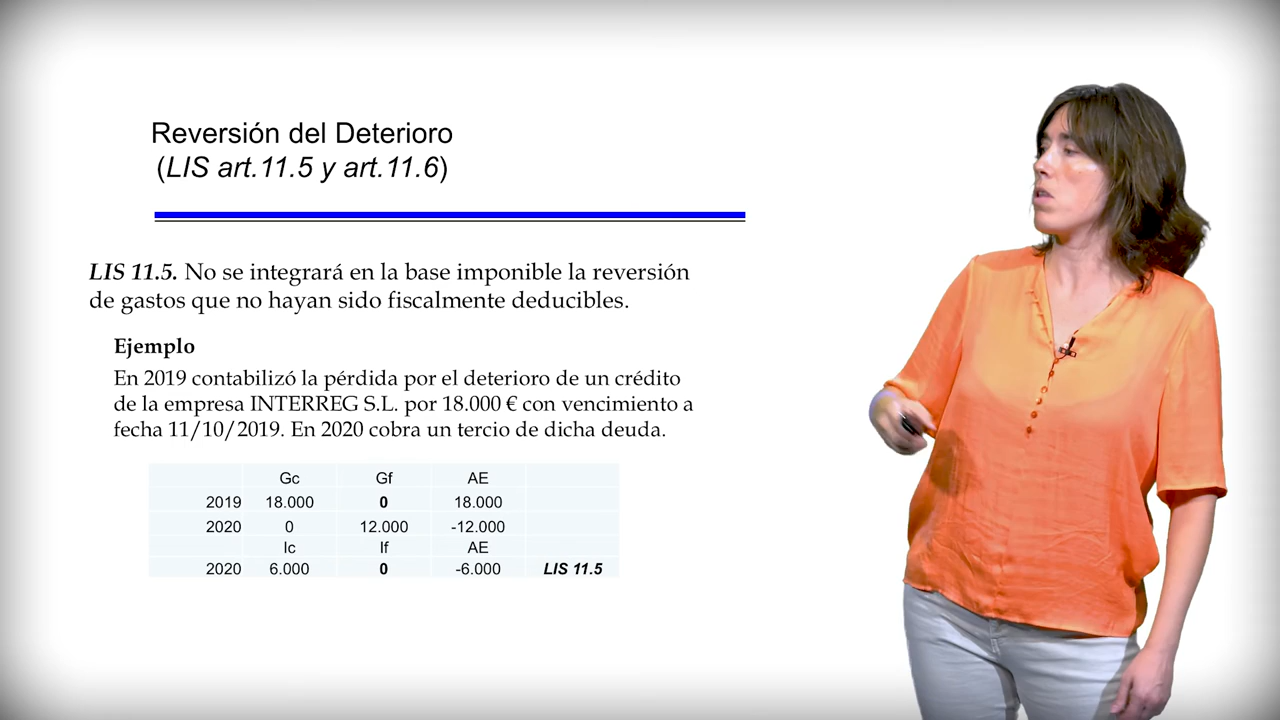 Reversión del Deterioro
(LIS art.11.5 y art.11.6)
LIS 11.5. No se integrará en la base imponible la reversión
de gastos que no hayan sido fiscalmente deducibles.
Ejemplo
En 2019 contabilizó la pérdida por el deterioro de un crédito
de la empresa INTERREG S.L. por 18.000 € con vencimiento a
fecha 11/10/2019. En 2020 cobra un tercio de dicha deuda.
Gc Gf AE
2019 18.000 0 18.000
2020 0 12.000 -12.000
Ic If AE
2020 6.000 0 -6.000 LIS 11.5